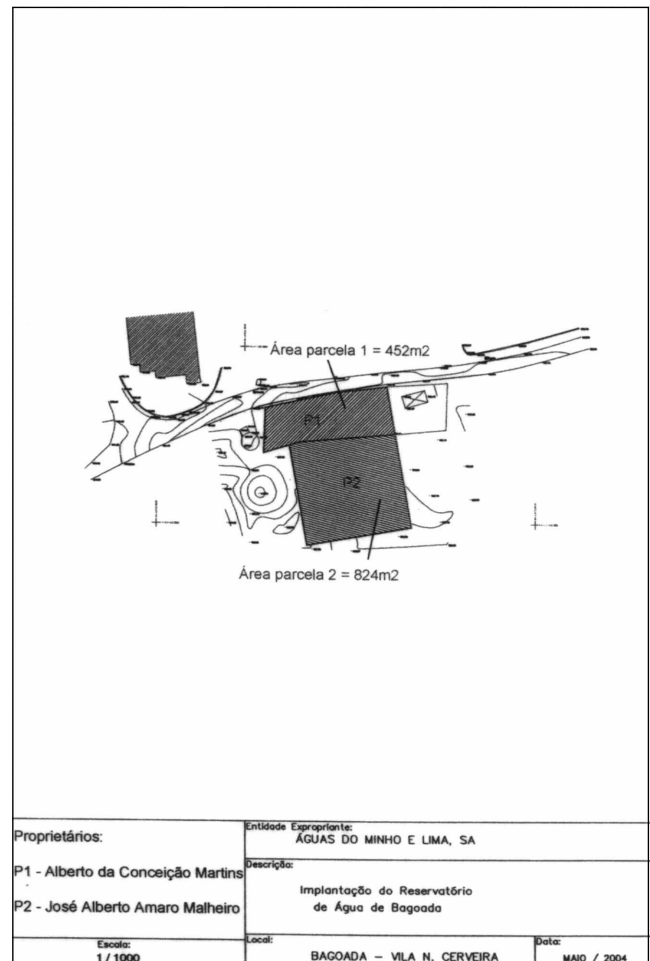 Área parcela 1 = 452m2
P1
P2
Área parcela 2 = 824m2
Proprietários:
P1 - Alberto da Conceição Martins
P2 - José Alberto Amaro Malheiro
Entidade Expropriante:
ÁGUAS DO MINHO E LIMA, SA
Descrição:
Implantação do Reservatório
de Água de Bagoada
Escala:
1/1000
Local:
BAGOADA – VILA N. CERVEIRA
Data:
MAIO / 2004